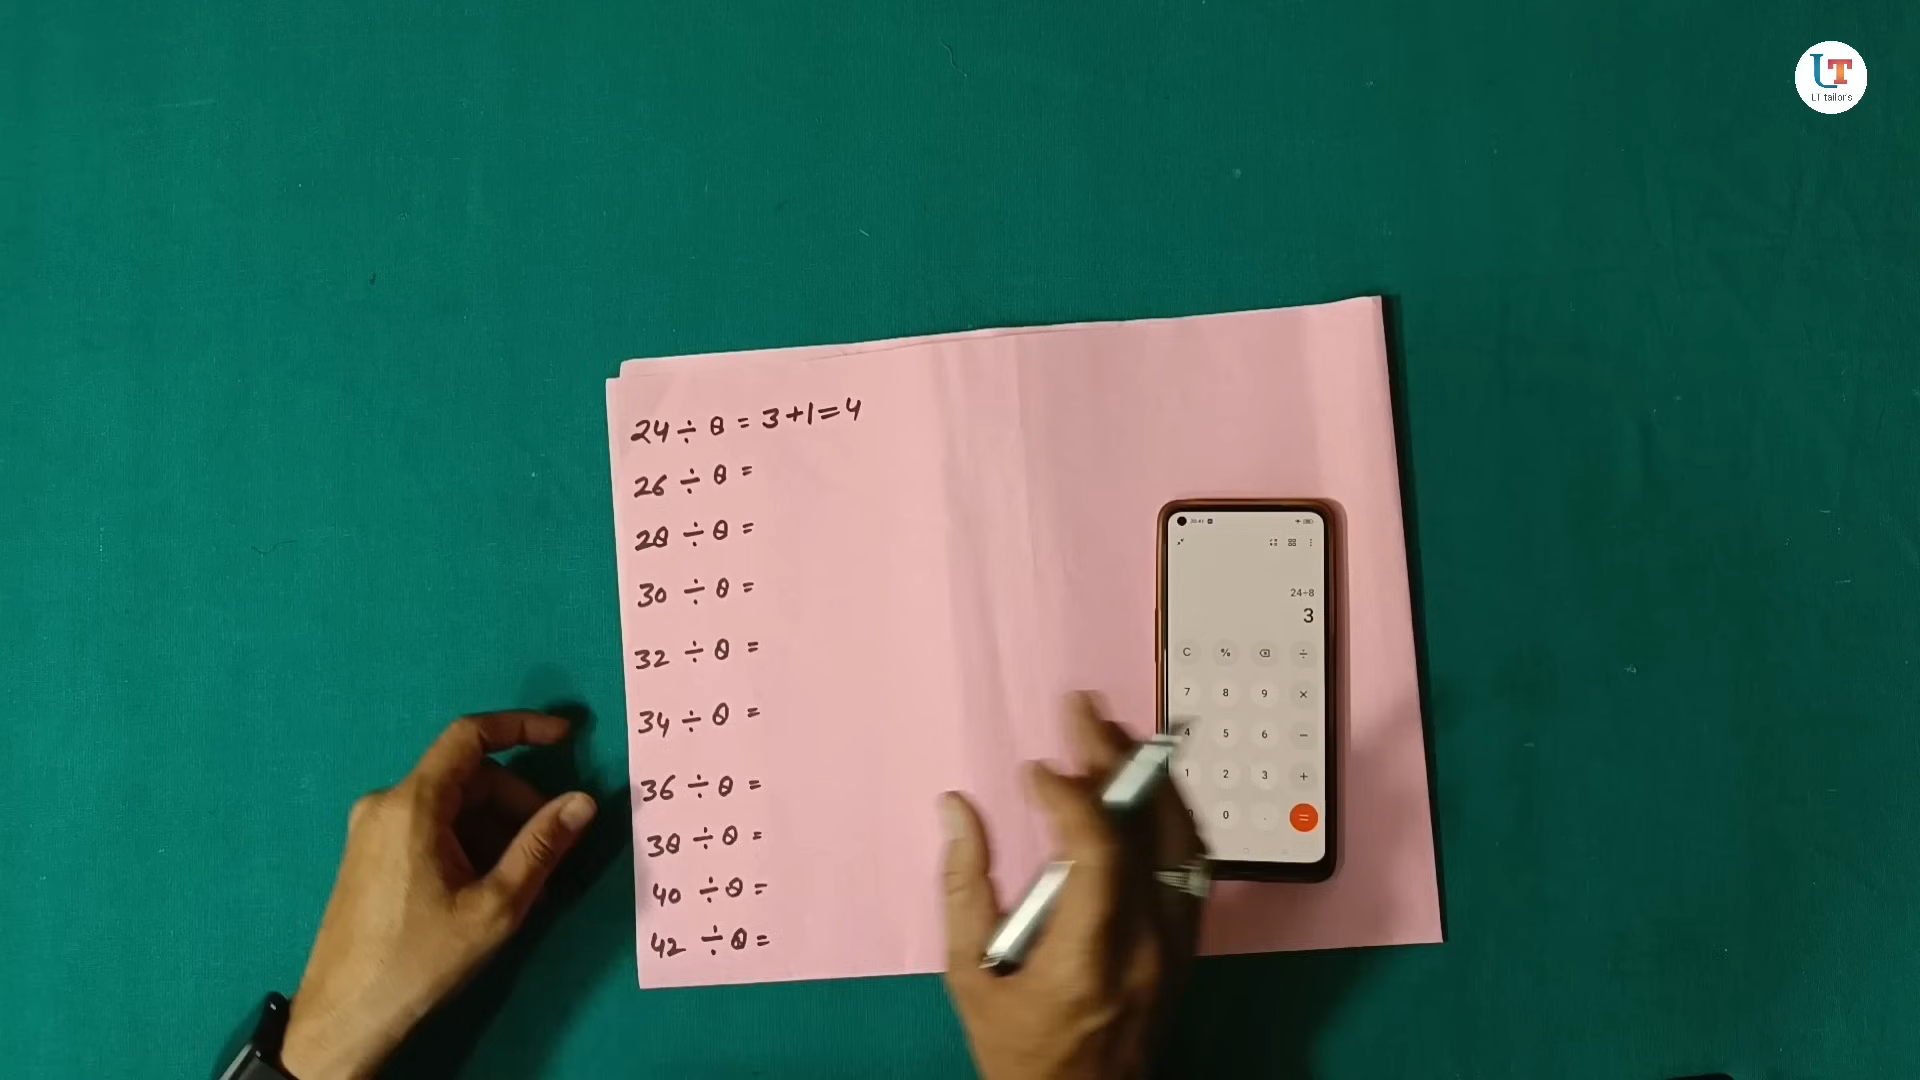 LT
LT tailors
24 ÷ 8 = 3+1=4
26 ÷ 8 =
28 ÷ 8 =
30 ÷ 8 =
32 ÷ 8 =
34 ÷ 8 =
36 ÷ 8 =
38 ÷ 8 =
40 ÷ 8 =
42 ÷ 8 =
24÷8
3
C % ÷
7 8 9 ×
4 5 6 −
1 2 3 +
0 . =